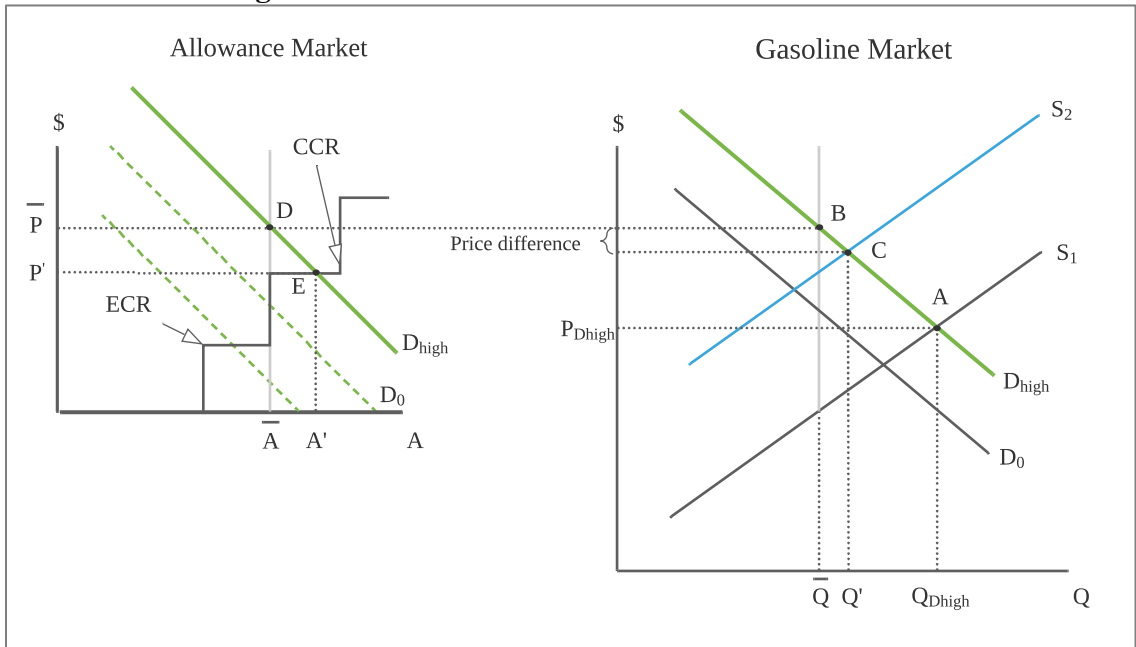 Allowance Market
$
CCR
D
P̅
P'
E
ECR
Dhigh
D0
A̅
A'
A
Price difference
Gasoline Market
$
S2
B
C
S1
A
PDhigh
Dhigh
D0
Q̅
Q'
QDhigh
Q